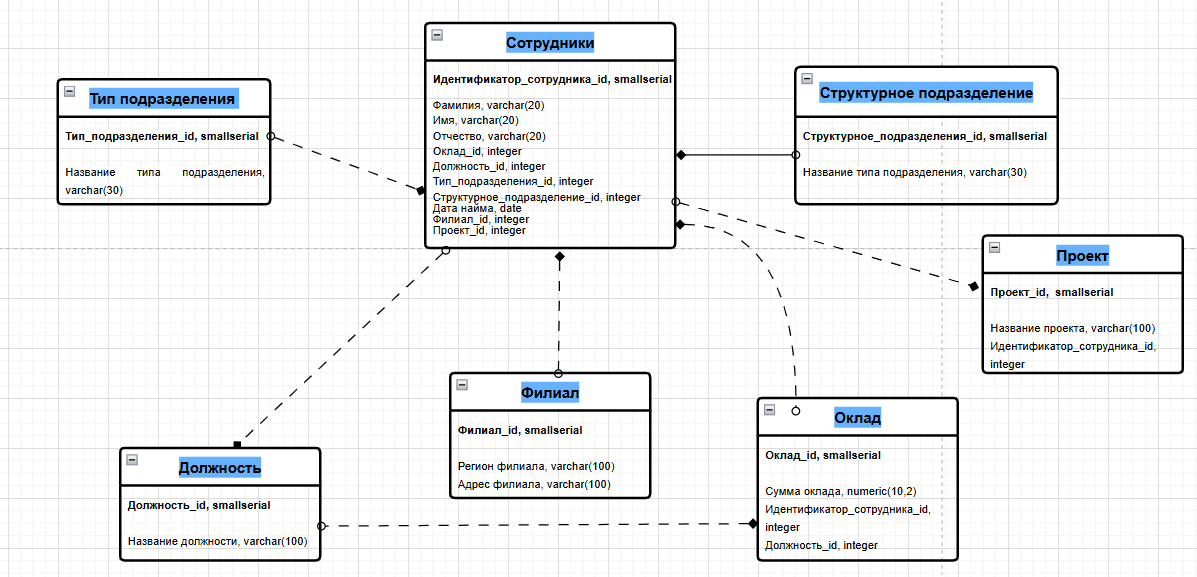 Сотрудники
Идентификатор_сотрудника_id, smallserial
Фамилия, varchar(20)
Имя, varchar(20)
Отчество, varchar(20)
Оклад_id, integer
Должность_id, integer
Тип_подразделения_id, integer
Структурное_подразделение_id, integer
Дата найма, date
Филиал_id, integer
Проект_id, integer
Тип подразделения
Тип_подразделения_id, smallserial
Название типа подразделения,
varchar(30)
Структурное подразделение
Структурное_подразделения_id, smallserial
Название типа подразделения, varchar(30)
Проект
Проект_id, smallserial
Название проекта, varchar(100)
Идентификатор_сотрудника_id,
integer
Филиал
Филиал_id, smallserial
Регион филиала, varchar(100)
Адрес филиала, varchar(100)
Оклад
Оклад_id, smallserial
Сумма оклада, numeric(10,2)
Идентификатор_сотрудника_id,
integer
Должность_id, integer
Должность
Должность_id, smallserial
Название должности, varchar(100)